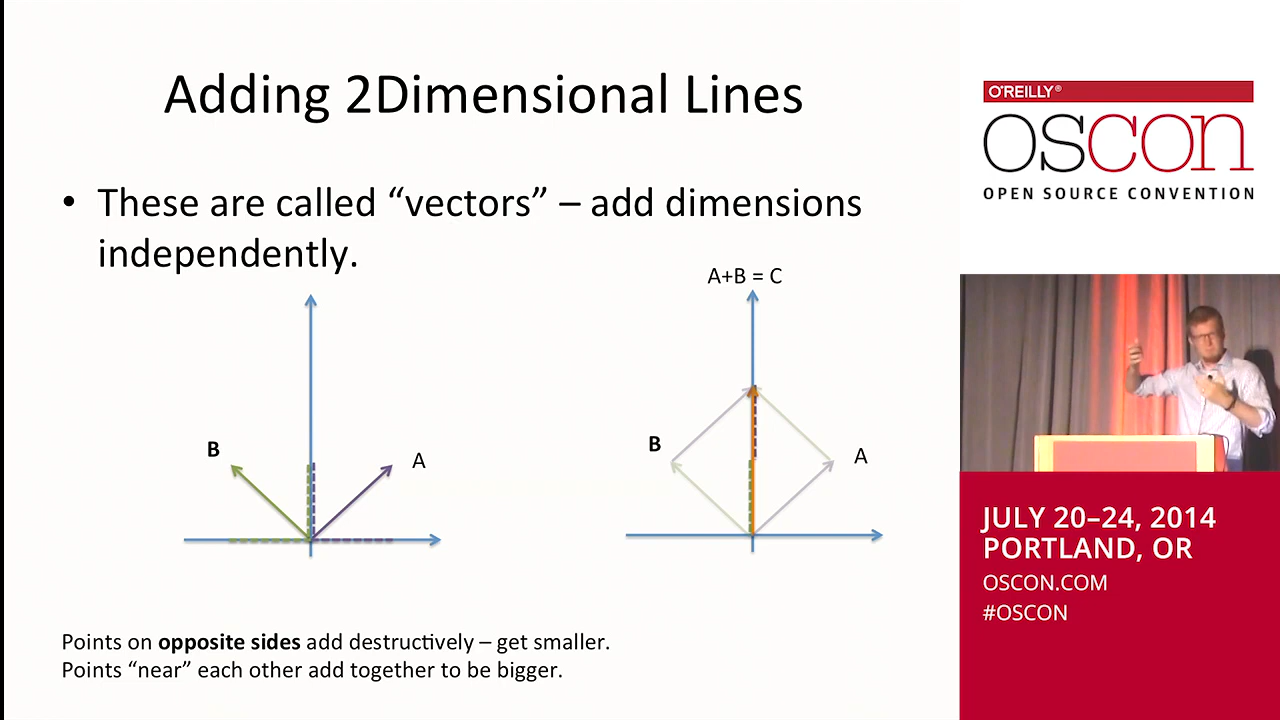 Adding 2Dimensional Lines
• These are called “vectors” – add dimensions
independently.
A+B = C
B
A
B
A
Points on opposite sides add destructively – get smaller.
Points “near” each other add together to be bigger.
O'REILLY®
OSCON
OPEN SOURCE CONVENTION
JULY 20–24, 2014
PORTLAND, OR
OSCON.COM
#OSCON